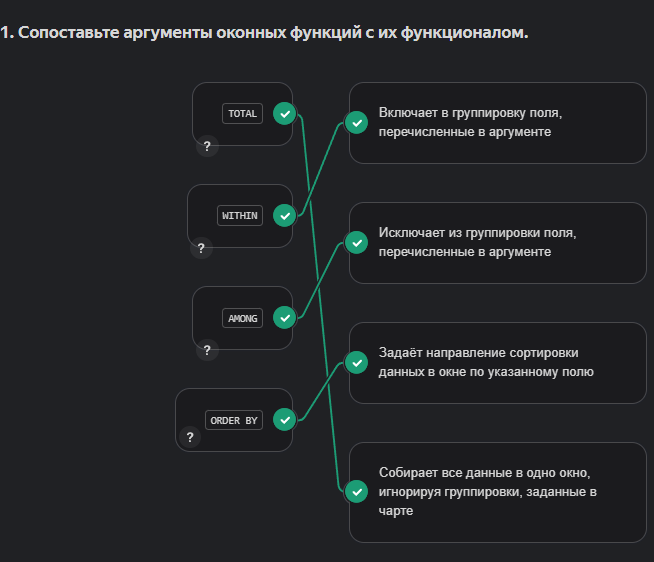 1. Сопоставьте аргументы оконных функций с их функционалом.
TOTAL
?
WITHIN
?
AMONG
?
ORDER BY
?
Включает в группировку поля,
перечисленные в аргументе
Исключает из группировки поля,
перечисленные в аргументе
Задаёт направление сортировки
данных в окне по указанному полю
Собирает все данные в одно окно,
игнорируя группировки, заданные в
чарте